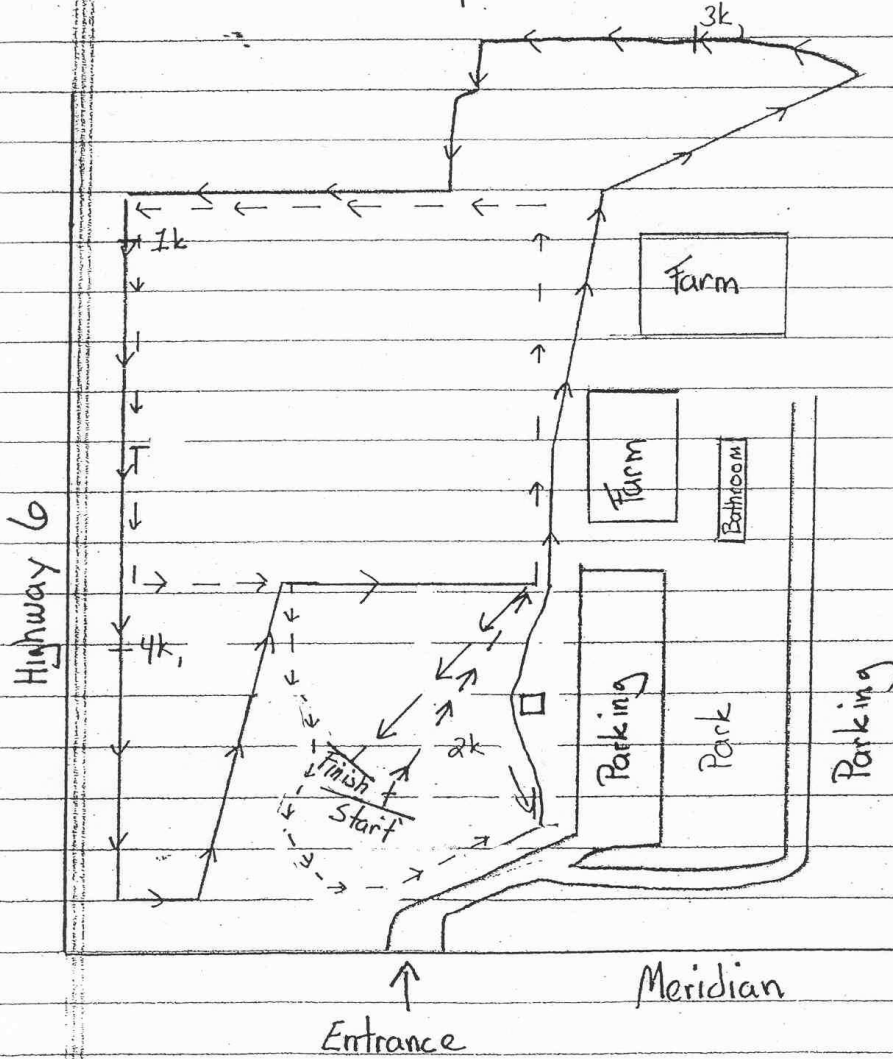 3k
1k
Farm
Farm
Bathroom
Highway 6
4k
2k
Finish
Start
Parking
Park
Parking
Meridian
Entrance